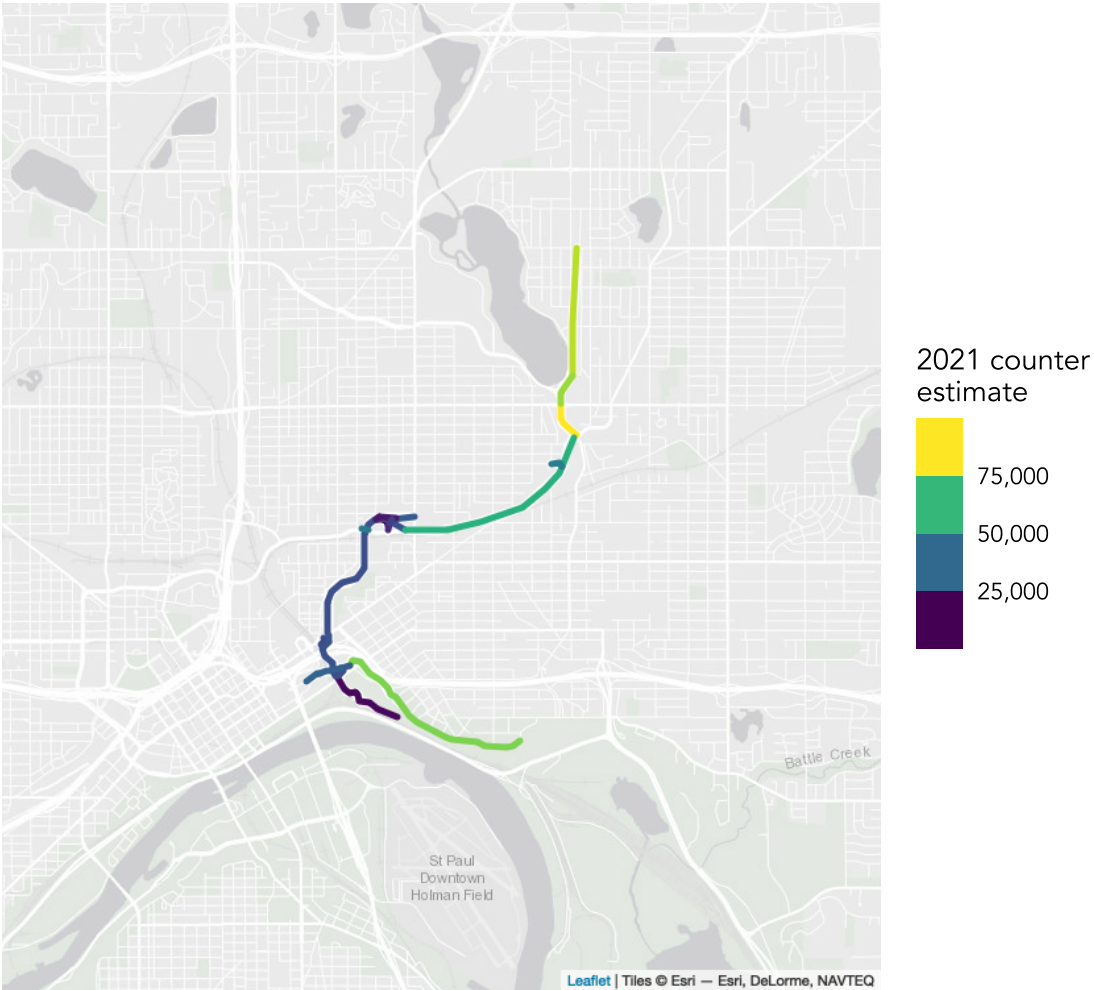 2021 counter
estimate
75,000
50,000
25,000
Battle Creek
St Paul
Downtown
Holman Field
Leaflet | Tiles © Esri — Esri, DeLorme, NAVTEQ